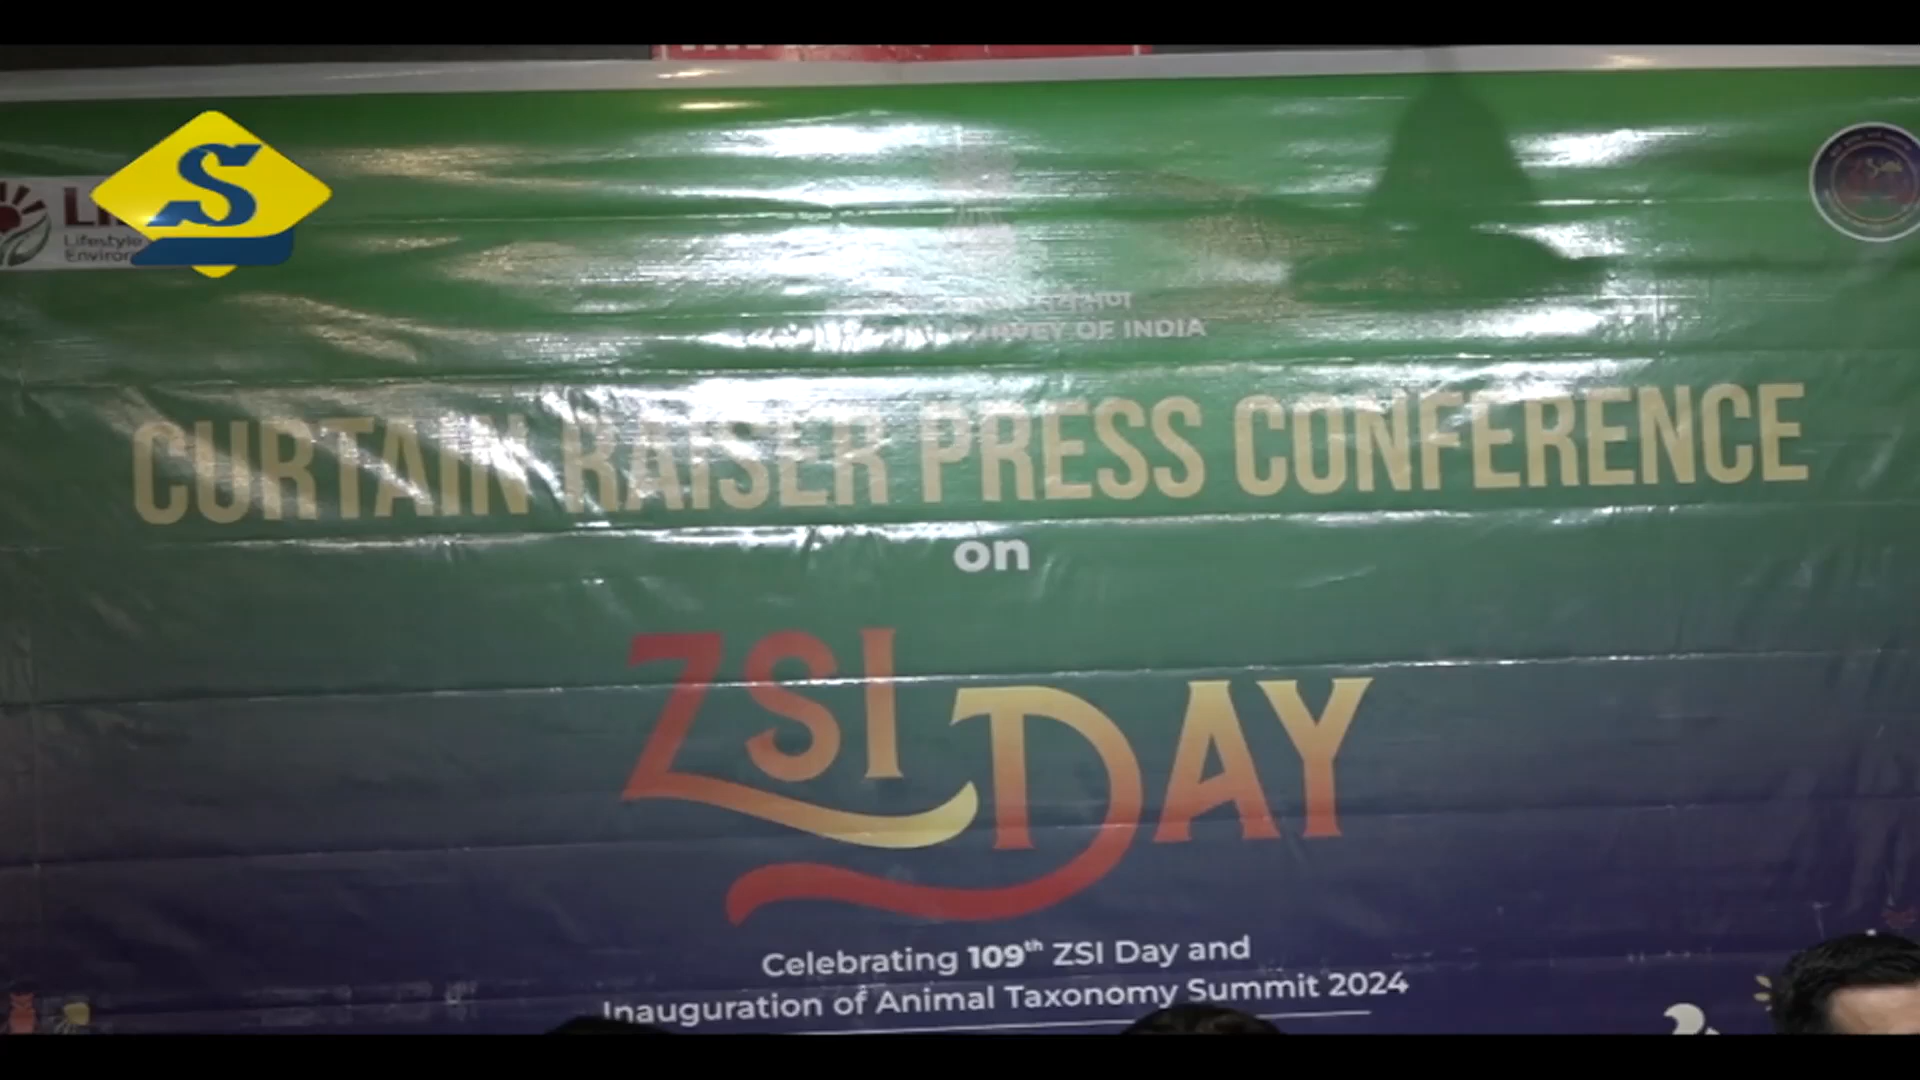 S
Lifestyle
SURVEY OF INDIA
CURTAIN RAISER PRESS CONFERENCE
on
ZSI DAY
Celebrating 109th ZSI Day and
Inauguration of Animal Taxonomy Summit 2024